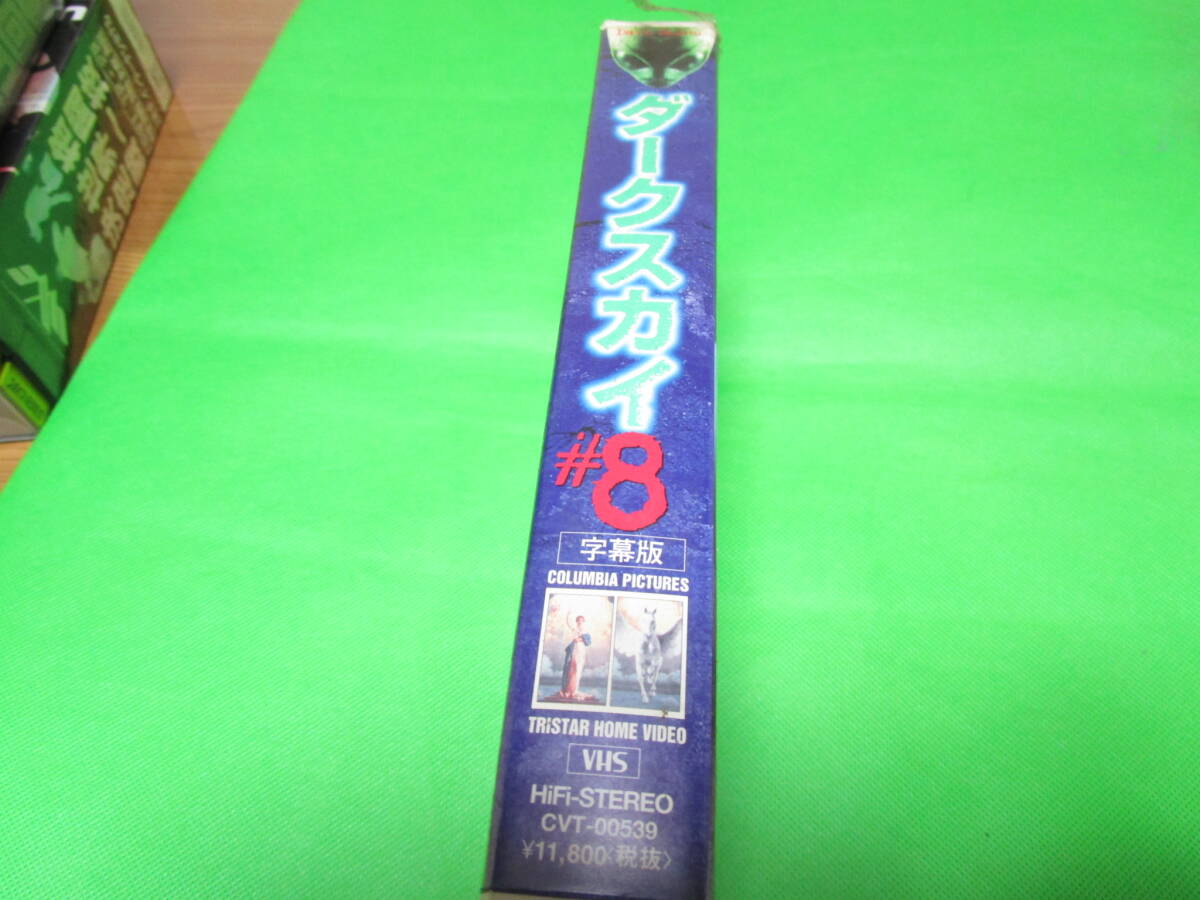 ダークスカイ
#8
字幕版
COLUMBIA PICTURES
TRISTAR HOME VIDEO
VHS
HiFi-STEREO
CVT-00539
¥11,800〈税抜〉